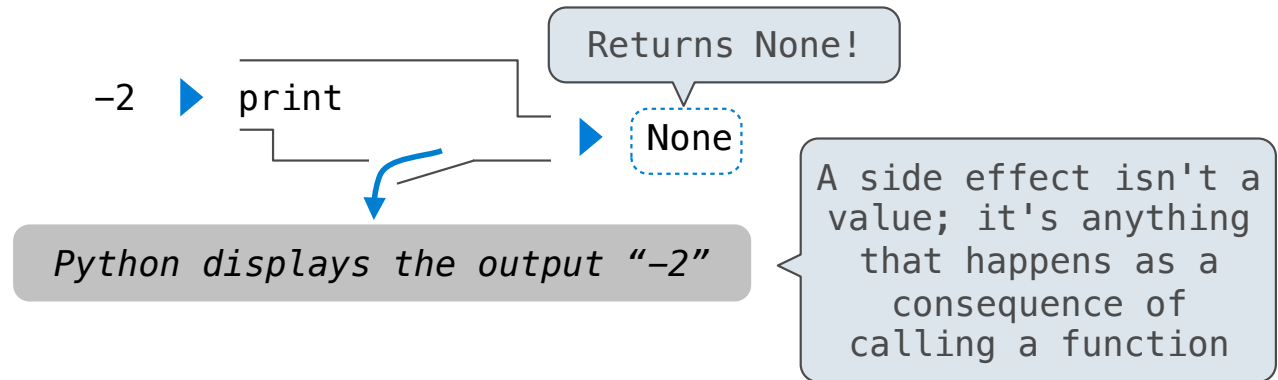 Returns None!
−2
print
None
A side effect isn't a
value; it's anything
that happens as a
consequence of
calling a function
Python displays the output “−2”